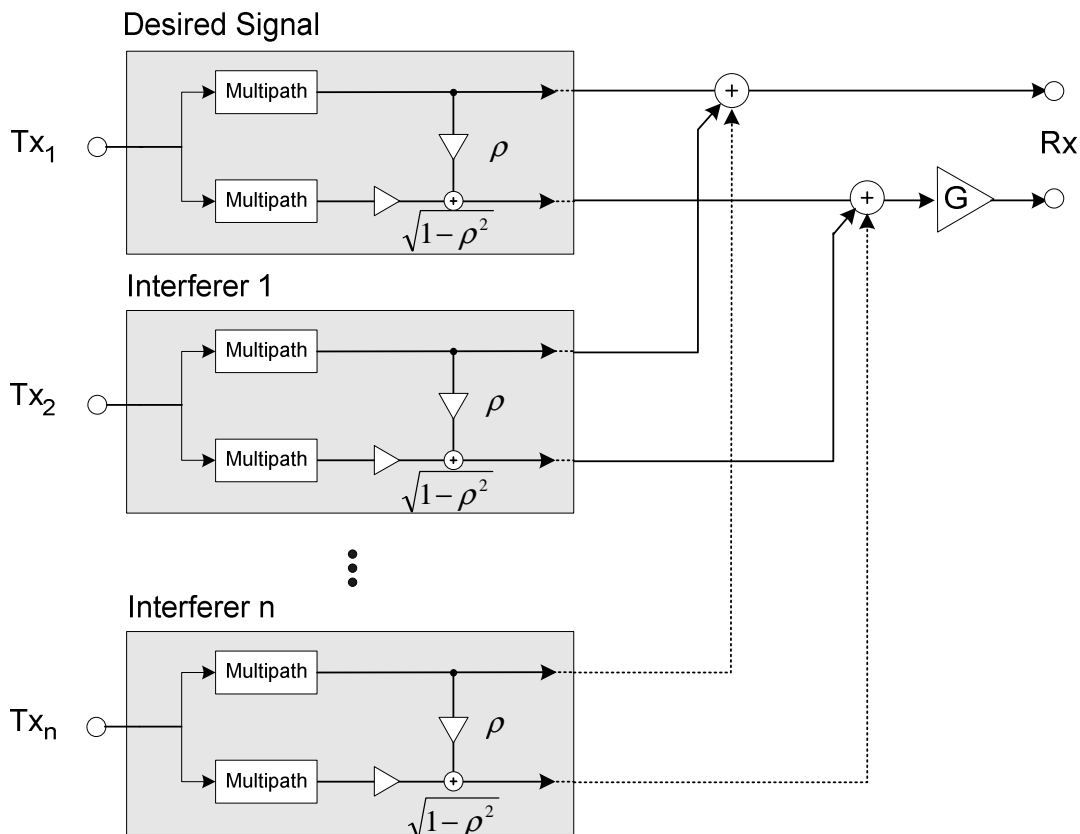 Desired Signal
Tx₁
Multipath
ρ
Multipath
√(1−ρ²)
+
+
+
G
Rx
Interferer 1
Tx₂
Multipath
ρ
Multipath
+
√(1−ρ²)
Interferer n
Txₙ
Multipath
ρ
Multipath
+
√(1−ρ²)